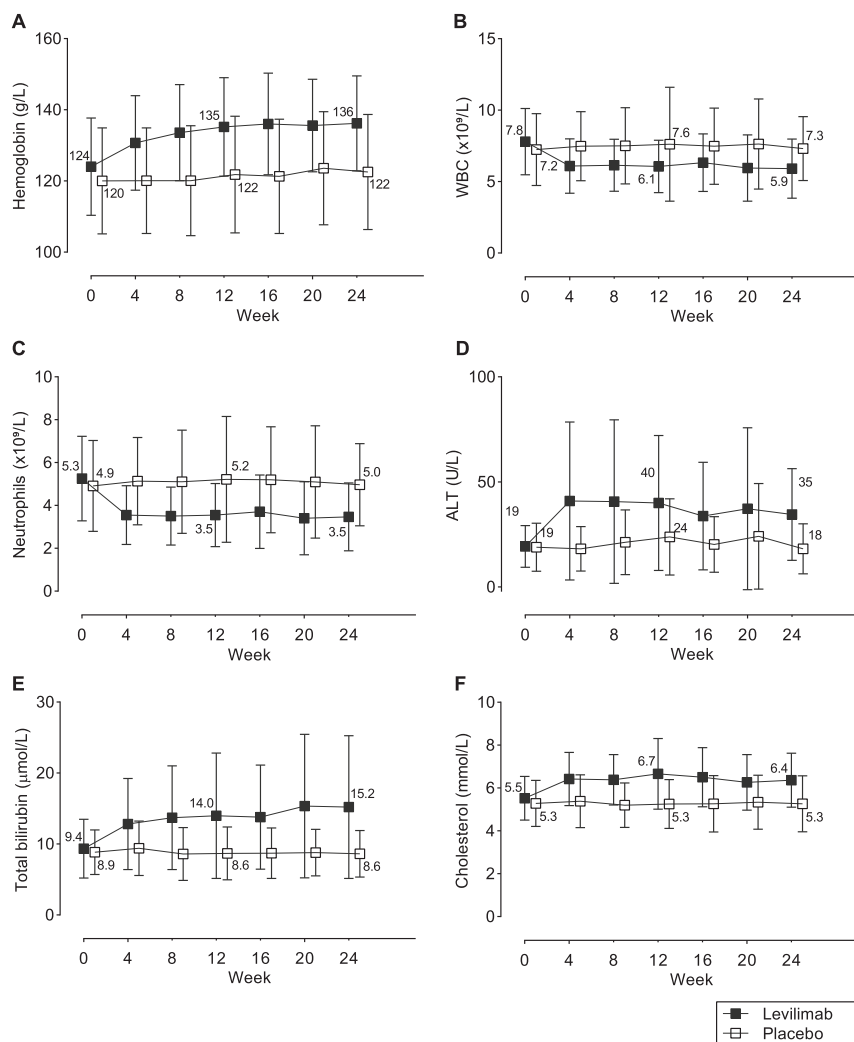 A
Hemoglobin (g/L)
160
140
120
100
124
135
136
120
122
122
0 4 8 12 16 20 24
Week
B
WBC (x10⁹/L)
15
10
5
0
7.8
7.6
7.3
7.2
6.1
5.9
0 4 8 12 16 20 24
Week
C
Neutrophils (x10⁹/L)
10
8
6
4
2
0
5.3
4.9
5.2
5.0
3.5
3.5
0 4 8 12 16 20 24
Week
D
ALT (U/L)
100
50
0
19
40
35
19
24
18
0 4 8 12 16 20 24
Week
E
Total bilirubin (μmol/L)
30
20
10
0
9.4
14.0
15.2
8.9
8.6
8.6
0 4 8 12 16 20 24
Week
F
Cholesterol (mmol/L)
10
8
6
4
2
0
5.5
6.7
6.4
5.3
5.3
5.3
0 4 8 12 16 20 24
Week
Levilimab
Placebo